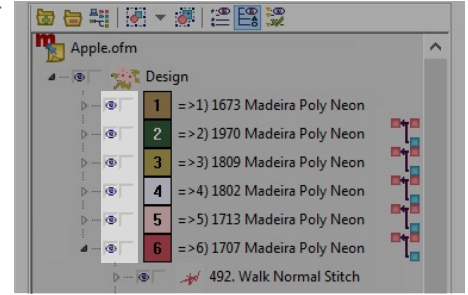 Apple.ofm
Design
1 =>1) 1673 Madeira Poly Neon
2 =>2) 1970 Madeira Poly Neon
3 =>3) 1809 Madeira Poly Neon
4 =>4) 1802 Madeira Poly Neon
5 =>5) 1713 Madeira Poly Neon
6 =>6) 1707 Madeira Poly Neon
492. Walk Normal Stitch